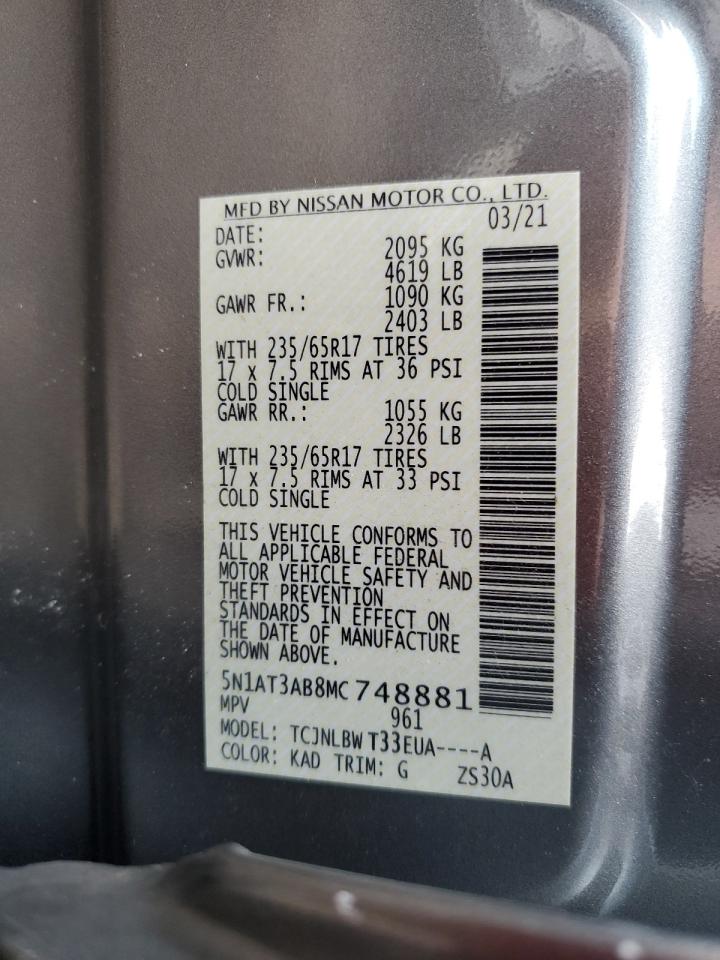 MFD BY NISSAN MOTOR CO., LTD.
DATE: 03/21
GVWR: 2095 KG
4619 LB
GAWR FR.: 1090 KG
2403 LB
WITH 235/65R17 TIRES
17 x 7.5 RIMS AT 36 PSI
COLD SINGLE
GAWR RR.: 1055 KG
2326 LB
WITH 235/65R17 TIRES
17 x 7.5 RIMS AT 33 PSI
COLD SINGLE
THIS VEHICLE CONFORMS TO
ALL APPLICABLE FEDERAL
MOTOR VEHICLE SAFETY AND
THEFT PREVENTION
STANDARDS IN EFFECT ON
THE DATE OF MANUFACTURE
SHOWN ABOVE.
5N1AT3AB8MC 748881
MPV 961
MODEL: TCJNLBW T33EUA----A
COLOR: KAD TRIM: G ZS30A